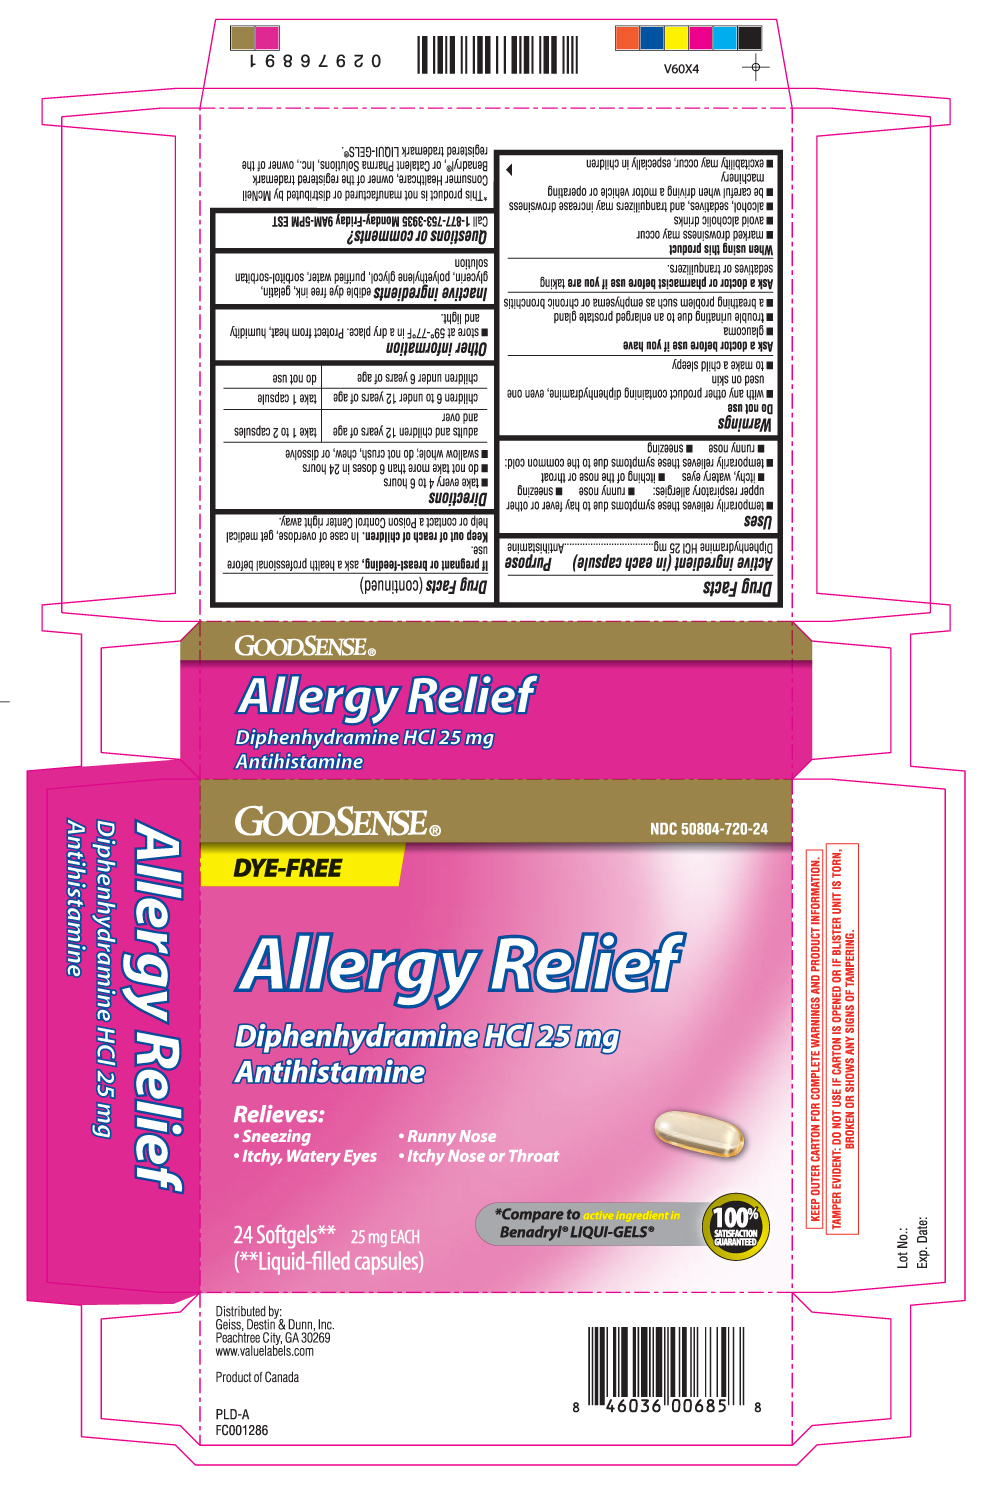 02976891
V60X4
Drug Facts
Active ingredient (in each capsule) Purpose
Diphenhydramine HCl 25 mg................................Antihistamine
Uses
■ temporarily relieves these symptoms due to hay fever or other
upper respiratory allergies: ■ runny nose ■ sneezing
■ itchy, watery eyes ■ itching of the nose or throat
■ temporarily relieves these symptoms due to the common cold:
■ runny nose ■ sneezing
Warnings
Do not use
■ with any other product containing diphenhydramine, even one
used on skin
■ to make a child sleepy
Ask a doctor before use if you have
■ glaucoma
■ trouble urinating due to an enlarged prostate gland
■ a breathing problem such as emphysema or chronic bronchitis
Ask a doctor or pharmacist before use if you are taking
sedatives or tranquilizers.
When using this product
■ marked drowsiness may occur
■ avoid alcoholic drinks
■ alcohol, sedatives, and tranquilizers may increase drowsiness
■ be careful when driving a motor vehicle or operating
machinery
■ excitability may occur, especially in children
Drug Facts (continued)
If pregnant or breast-feeding, ask a health professional before
use.
Keep out of reach of children. In case of overdose, get medical
help or contact a Poison Control Center right away.
Directions
■ take every 4 to 6 hours
■ do not take more than 6 doses in 24 hours
■ swallow whole; do not crush, chew, or dissolve
adults and children 12 years of age
and over take 1 to 2 capsules
children 6 to under 12 years of age take 1 capsule
children under 6 years of age do not use
Other information
■ store at 59°-77°F in a dry place. Protect from heat, humidity
and light.
Inactive ingredients edible dye free ink, gelatin,
glycerin, polyethylene glycol, purified water, sorbitol-sorbitan
solution
Questions or comments?
Call 1-877-753-3935 Monday-Friday 9AM-5PM EST
*This product is not manufactured or distributed by McNeil
Consumer Healthcare, owner of the registered trademark
Benadryl®, or Catalent Pharma Solutions, Inc., owner of the
registered trademark LIQUI-GELS®.
GOODSENSE®
Allergy Relief
Diphenhydramine HCl 25 mg
Antihistamine
Allergy Relief
Diphenhydramine HCl 25 mg
Antihistamine
GOODSENSE®
NDC 50804-720-24
DYE-FREE
Allergy Relief
Diphenhydramine HCl 25 mg
Antihistamine
Relieves:
• Sneezing • Runny Nose
• Itchy, Watery Eyes • Itchy Nose or Throat
*Compare to active ingredient in
Benadryl® LIQUI-GELS®
100%
SATISFACTION
GUARANTEED
24 Softgels** 25 mg EACH
(**Liquid-filled capsules)
KEEP OUTER CARTON FOR COMPLETE WARNINGS AND PRODUCT INFORMATION.
TAMPER EVIDENT: DO NOT USE IF CARTON IS OPENED OR IF BLISTER UNIT IS TORN,
BROKEN OR SHOWS ANY SIGNS OF TAMPERING.
Lot No.:
Exp. Date:
Distributed by:
Geiss, Destin & Dunn, Inc.
Peachtree City, GA 30269
www.valuelabels.com
Product of Canada
PLD-A
FC001286
8 46036 00685 8